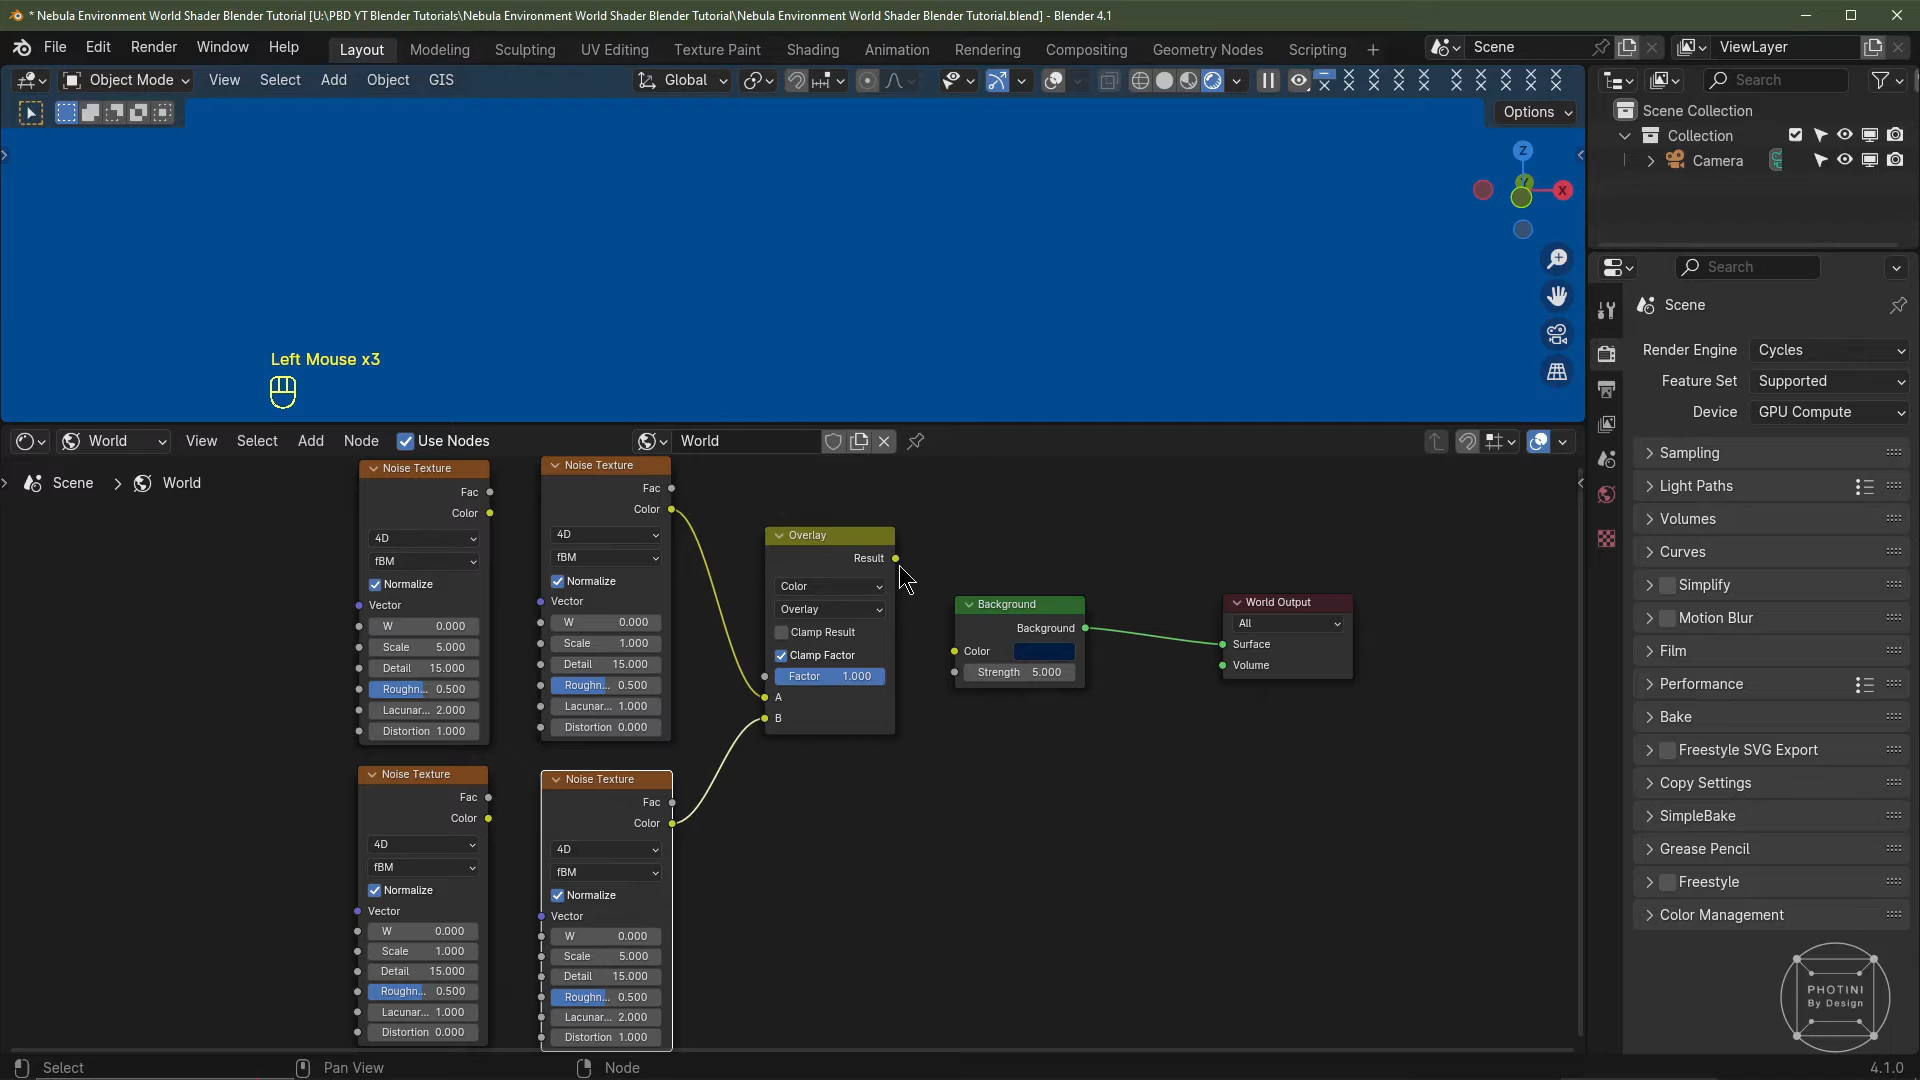 * Nebula Environment World Shader Blender Tutorial [U:\PBD YT Blender Tutorials\Nebula Environment World Shader Blender Tutorial\Nebula Environment World Shader Blender Tutorial.blend] - Blender 4.1
File Edit Render Window Help Layout Modeling Sculpting UV Editing Texture Paint Shading Animation Rendering Compositing Geometry Nodes Scripting + Scene ViewLayer
Object Mode View Select Add Object GIS Global Search
Options
Scene Collection
Collection
Camera
Z
X
Left Mouse x3
Search
Scene
Render Engine Cycles
Feature Set Supported
Device GPU Compute
Sampling
Light Paths
Volumes
Curves
Simplify
Motion Blur
Film
Performance
Bake
Freestyle SVG Export
Copy Settings
SimpleBake
Grease Pencil
Freestyle
Color Management
World View Select Add Node Use Nodes World
Scene > World
Noise Texture
Fac
Color
4D
fBM
Normalize
Vector
W 0.000
Scale 5.000
Detail 15.000
Roughn... 0.500
Lacunar... 2.000
Distortion 1.000
Noise Texture
Fac
Color
4D
fBM
Normalize
Vector
W 0.000
Scale 1.000
Detail 15.000
Roughn... 0.500
Lacunar... 1.000
Distortion 0.000
Overlay
Result
Color
Overlay
Clamp Result
Clamp Factor
Factor 1.000
A
B
Background
Background
Color
Strength 5.000
World Output
All
Surface
Volume
Noise Texture
Fac
Color
4D
fBM
Normalize
Vector
W 0.000
Scale 1.000
Detail 15.000
Roughn... 0.500
Lacunar... 1.000
Distortion 0.000
Noise Texture
Fac
Color
4D
fBM
Normalize
Vector
W 0.000
Scale 5.000
Detail 15.000
Roughn... 0.500
Lacunar... 2.000
Distortion 1.000
PHOTINI
By Design
Select Pan View Node 4.1.0